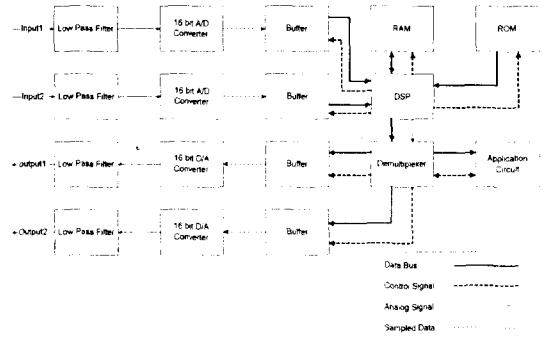 Input1
Low Pass Filter
16 bit A/D
Converter
Buffer
RAM
ROM
Input2
Low Pass Filter
16 bit A/D
Converter
Buffer
DSP
output1
Low Pass Filter
16 bit D/A
Converter
Buffer
Demultiplexer
Application
Circuit
Output2
Low Pass Filter
16 bit D/A
Converter
Buffer
Data Bus
Control Signal
Analog Signal
Sampled Data